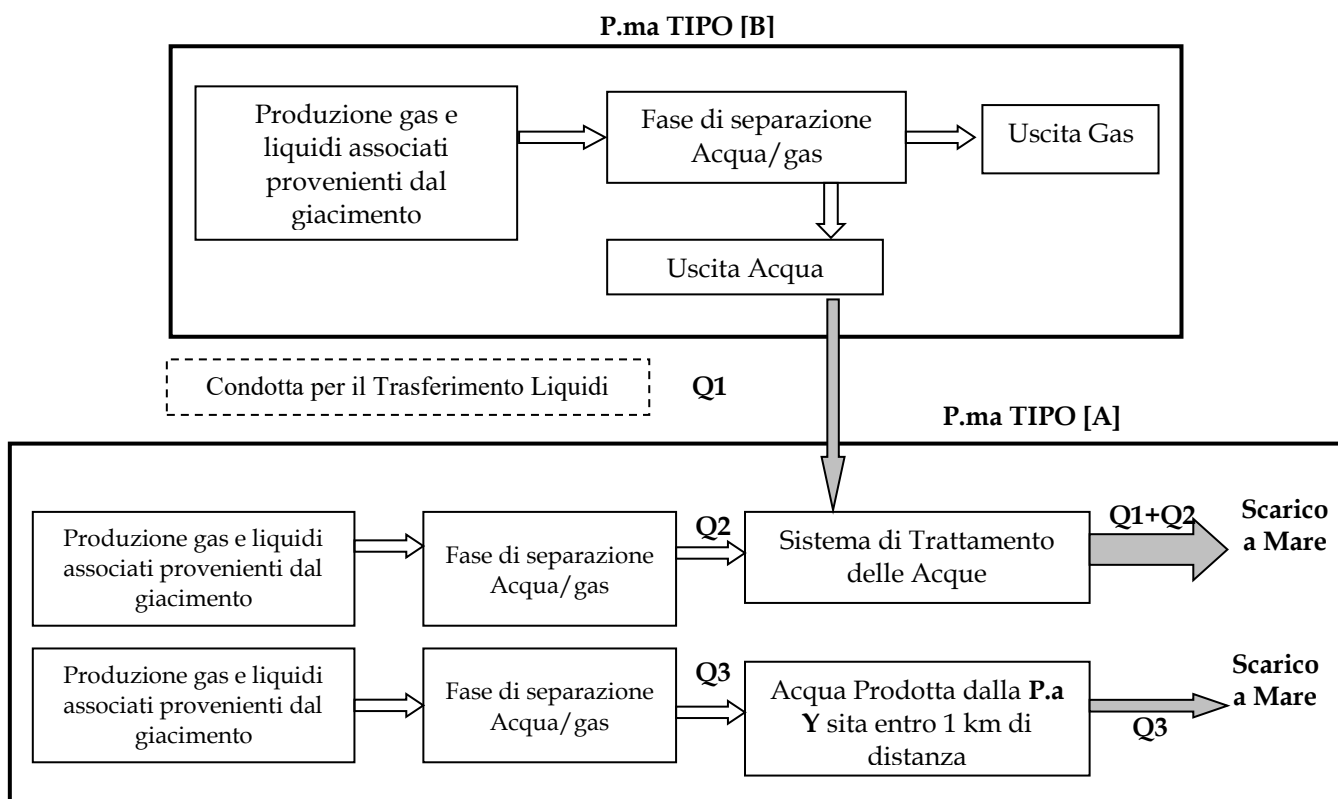 P.ma TIPO [B]
Produzione gas e
liquidi associati
provenienti dal
giacimento
Fase di separazione
Acqua/gas
Uscita Gas
Uscita Acqua
Condotta per il Trasferimento Liquidi
Q1
P.ma TIPO [A]
Produzione gas e liquidi
associati provenienti dal
giacimento
Fase di separazione
Acqua/gas
Q2
Sistema di Trattamento
delle Acque
Q1+Q2
Scarico
a Mare
Produzione gas e liquidi
associati provenienti dal
giacimento
Fase di separazione
Acqua/gas
Q3
Acqua Prodotta dalla P.a
Y sita entro 1 km di
distanza
Q3
Scarico
a Mare